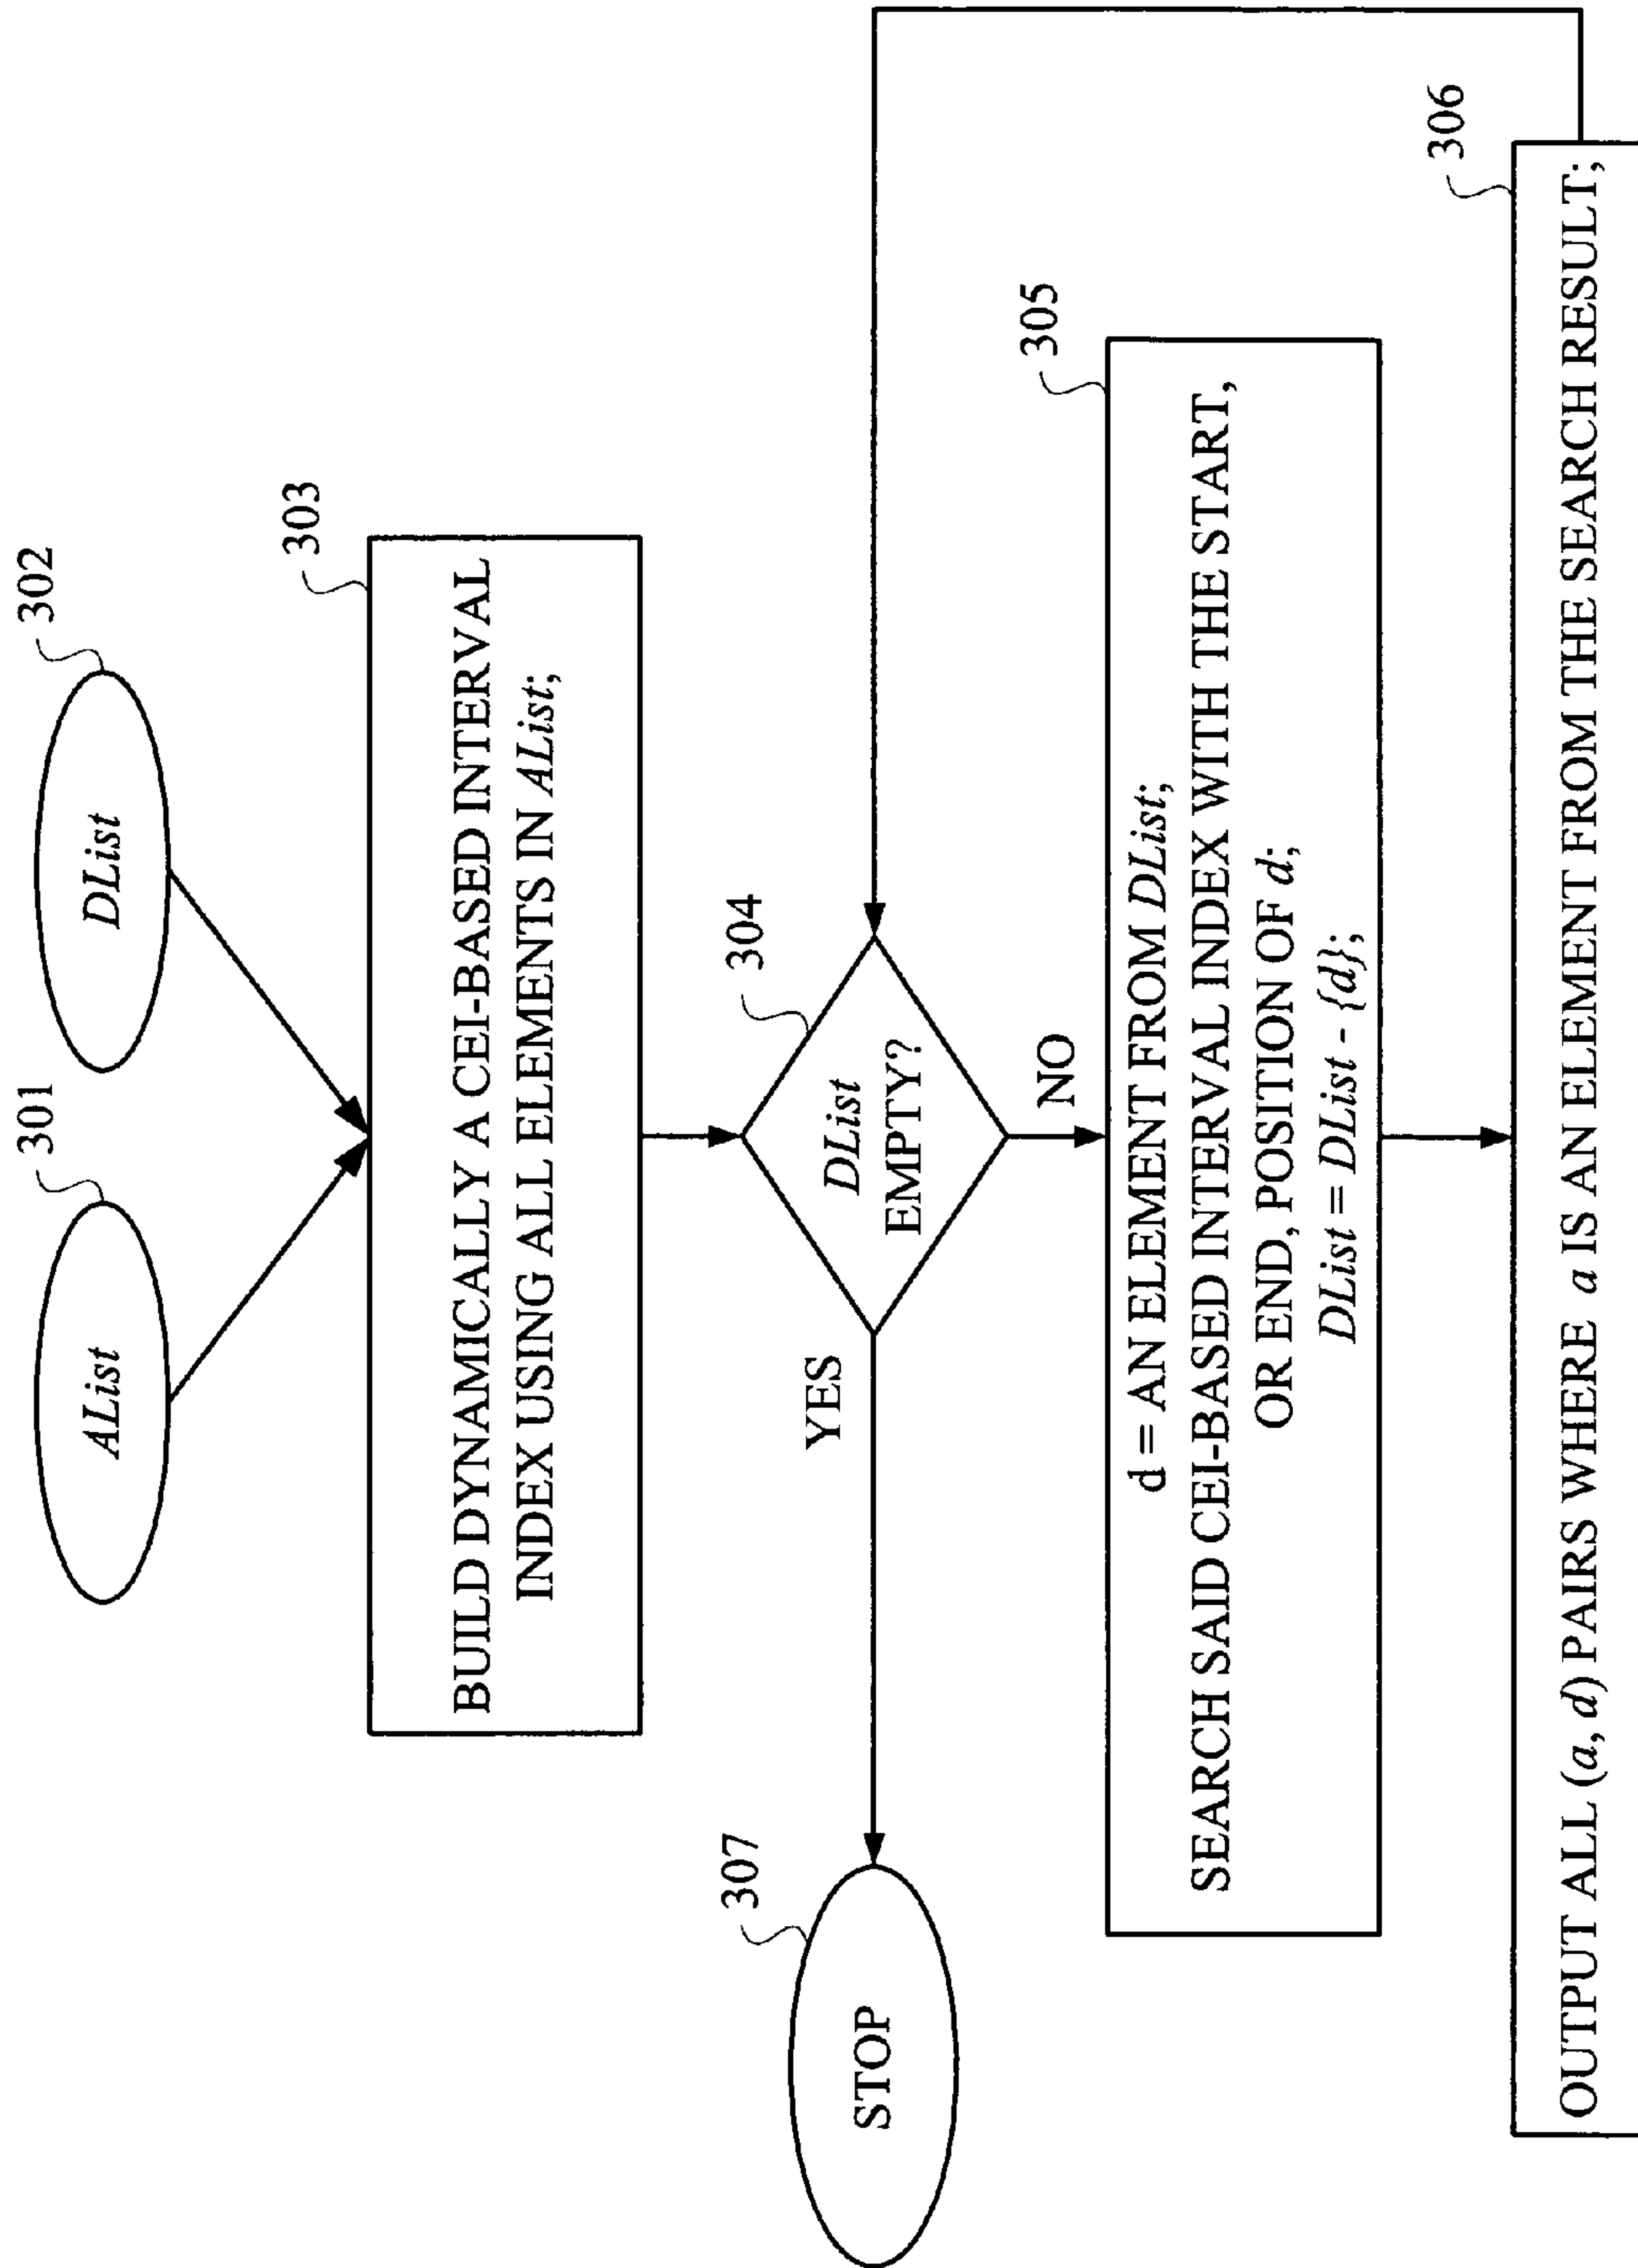 301
302
AList
DList
303
BUILD DYNAMICALLY A CEI-BASED INTERVAL
INDEX USING ALL ELEMENTS IN AList;
304
DList
EMPTY?
YES
NO
307
STOP
305
d = AN ELEMENT FROM DList;
SEARCH SAID CEI-BASED INTERVAL INDEX WITH THE START,
OR END, POSITION OF d;
DList = DList - {d};
306
OUTPUT ALL (a, d) PAIRS WHERE a IS AN ELEMENT FROM THE SEARCH RESULT;